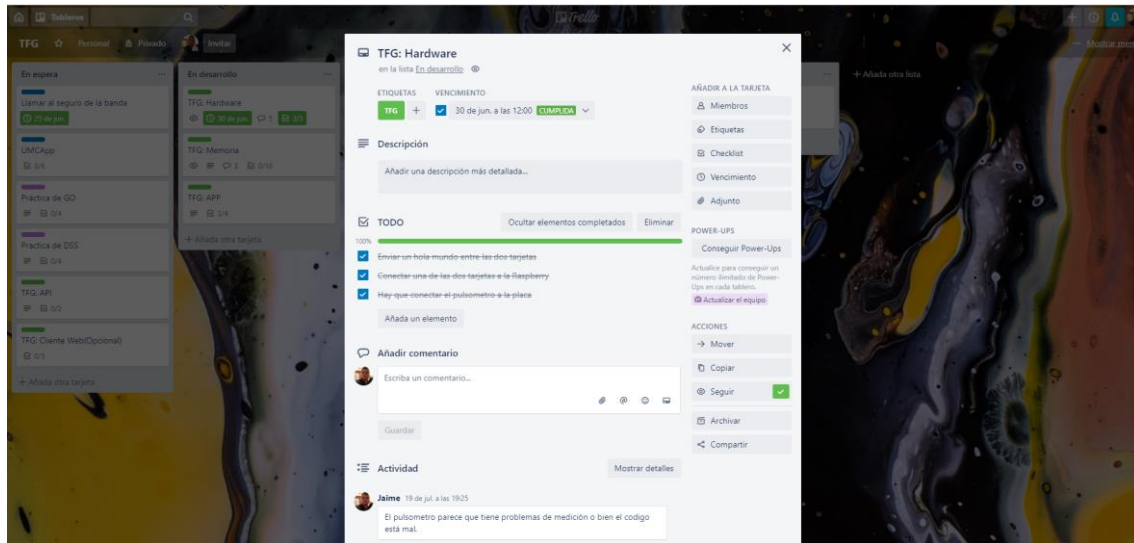 Tableros
Trello
TFG
Personal
Privado
Invitar
Mostrar menú
En espera
Llamar al seguro de la banda
25 de jun.
UMCApp
Práctica de GO
0/4
Practica de DSS
0/4
TFG: API
0/2
TFG: Cliente Web(Opcional)
+ Añada otra tarjeta
En desarrollo
TFG: Hardware
30 de jun.
3/3
TFG: Memoria
TFG: APP
+ Añada otra tarjeta
+ Añada otra lista
TFG: Hardware
en la lista En desarrollo
ETIQUETAS
VENCIMIENTO
TFG
+
30 de jun. a las 12:00 CUMPLIDA
Descripción
Añadir una descripción más detallada...
TODO
Ocultar elementos completados
Eliminar
100%
Enviar un hola mundo entre las dos tarjetas
Conectar una de las dos tarjetas a la Raspberry
Hay que conectar el pulsometro a la placa
Añada un elemento
Añadir comentario
Escriba un comentario...
Guardar
Actividad
Mostrar detalles
Jaime 19 de jul. a las 19:25
El pulsometro parece que tiene problemas de medición o bien el codigo
está mal.
AÑADIR A LA TARJETA
Miembros
Etiquetas
Checklist
Vencimiento
Adjunto
POWER-UPS
Conseguir Power-Ups
Actualice para conseguir un
número ilimitado de Power-
Ups en cada tablero.
Actualizar el equipo
ACCIONES
Mover
Copiar
Seguir
Archivar
Compartir